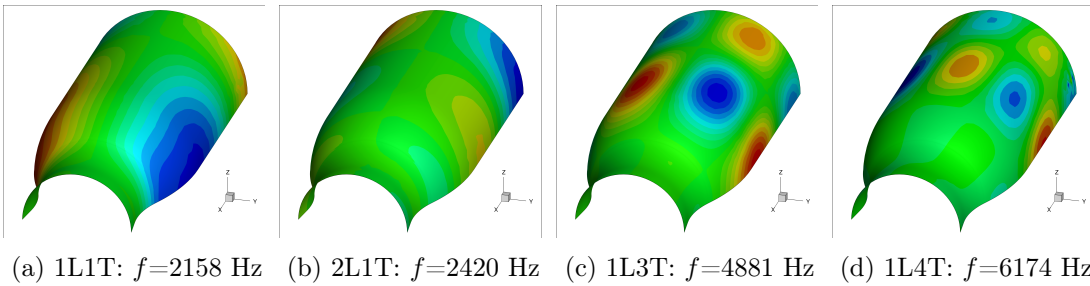 Z
Y
X
Z
Y
X
Z
Y
X
Z
Y
X
(a) 1L1T: f=2158 Hz (b) 2L1T: f=2420 Hz (c) 1L3T: f=4881 Hz (d) 1L4T: f=6174 Hz